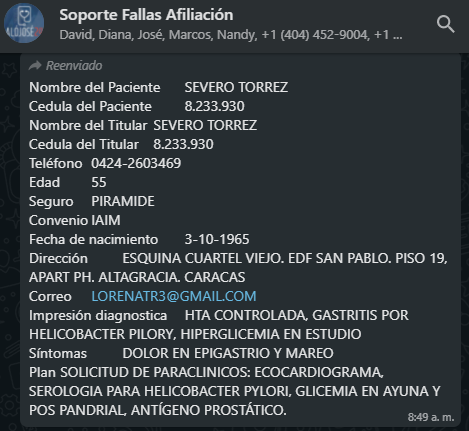 Soporte Fallas Afiliación
ALOJOSE
David, Diana, José, Marcos, Nandy, +1 (404) 452-9004, +1 ...
Reenviado
Nombre del Paciente SEVERO TORREZ
Cedula del Paciente 8.233.930
Nombre del Titular SEVERO TORREZ
Cedula del Titular 8.233.930
Teléfono 0424-2603469
Edad 55
Seguro PIRAMIDE
Convenio IAIM
Fecha de nacimiento 3-10-1965
Dirección ESQUINA CUARTEL VIEJO. EDF SAN PABLO. PISO 19,
APART PH. ALTAGRACIA. CARACAS
Correo LORENATR3@GMAIL.COM
Impresión diagnostica HTA CONTROLADA, GASTRITIS POR
HELICOBACTER PILORY, HIPERGLICEMIA EN ESTUDIO
Síntomas DOLOR EN EPIGASTRIO Y MAREO
Plan SOLICITUD DE PARACLINICOS: ECOCARDIOGRAMA,
SEROLOGIA PARA HELICOBACTER PYLORI, GLICEMIA EN AYUNA Y
POS PANDRIAL, ANTÍGENO PROSTÁTICO.
8:49 a. m.